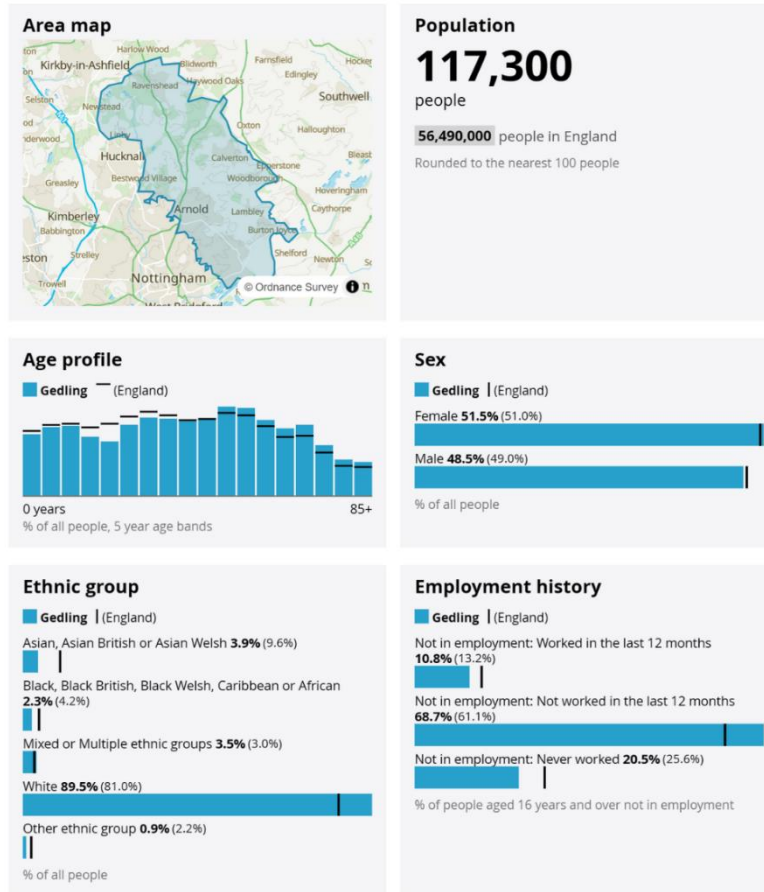 Area map
ton
Harlow Wood
Farnsfield
Hocker
Kirkby-in-Ashfield
Blidworth
Edingley
Haywood Oaks
Ravenshead
Selston
Newstead
Southwell
od
Oxton
Halloughton
derwood
Linby
Hucknall
Calverton
Bleast
Epperstone
Greasley
Bestwood Village
Woodborough
Hoveringham
Kimberley
Arnold
Lambley
Caythorpe
Babbington
Burton Joyce
eston
Strelley
Shelford
Newton
Trowell
Nottingham
© Ordnance Survey
West Bridgford
Population
117,300
people
56,490,000 people in England
Rounded to the nearest 100 people
Age profile
Gedling (England)
0 years 85+
% of all people, 5 year age bands
Sex
Gedling (England)
Female 51.5% (51.0%)
Male 48.5% (49.0%)
% of all people
Ethnic group
Gedling (England)
Asian, Asian British or Asian Welsh 3.9% (9.6%)
Black, Black British, Black Welsh, Caribbean or African
2.3% (4.2%)
Mixed or Multiple ethnic groups 3.5% (3.0%)
White 89.5% (81.0%)
Other ethnic group 0.9% (2.2%)
% of all people
Employment history
Gedling (England)
Not in employment: Worked in the last 12 months
10.8% (13.2%)
Not in employment: Not worked in the last 12 months
68.7% (61.1%)
Not in employment: Never worked 20.5% (25.6%)
% of people aged 16 years and over not in employment